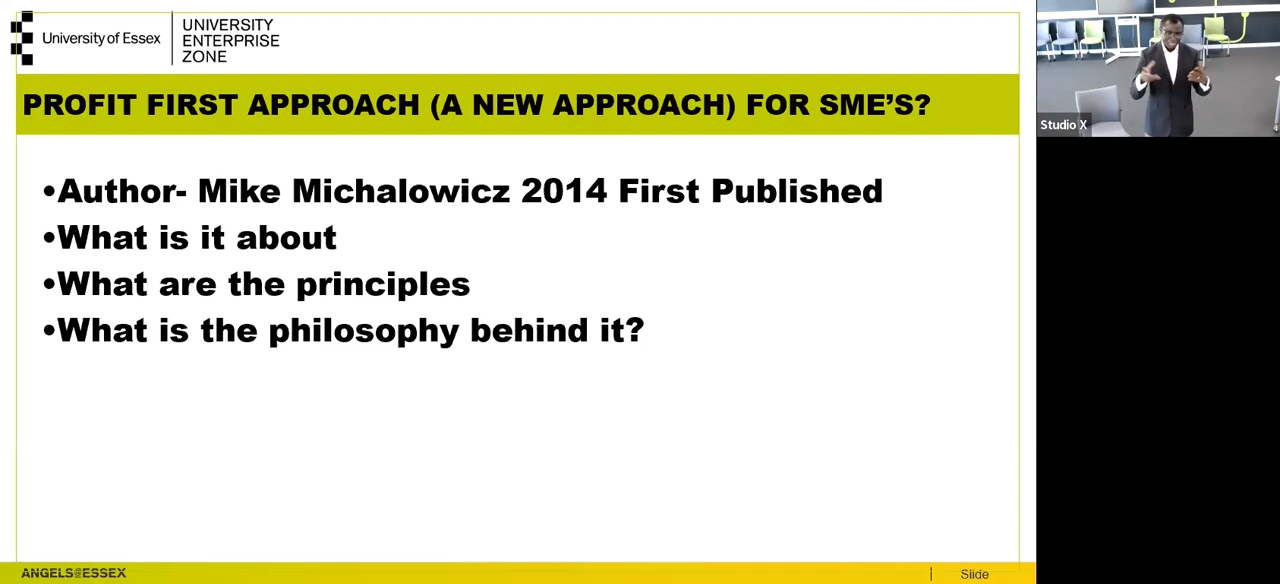 University of Essex
UNIVERSITY
ENTERPRISE
ZONE
PROFIT FIRST APPROACH (A NEW APPROACH) FOR SME'S?
•Author- Mike Michalowicz 2014 First Published
•What is it about
•What are the principles
•What is the philosophy behind it?
Studio X
ANGELS@ESSEX
Slide